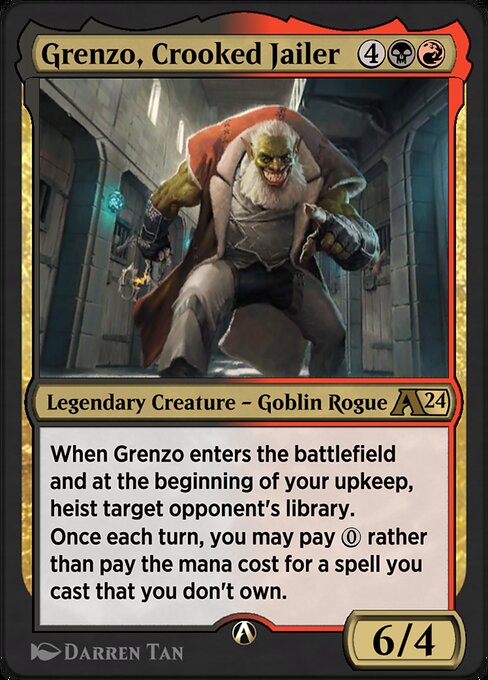 Grenzo, Crooked Jailer 4
Legendary Creature – Goblin Rogue A24
When Grenzo enters the battlefield
and at the beginning of your upkeep,
heist target opponent's library.
Once each turn, you may pay 0 rather
than pay the mana cost for a spell you
cast that you don't own.
6/4
Darren Tan